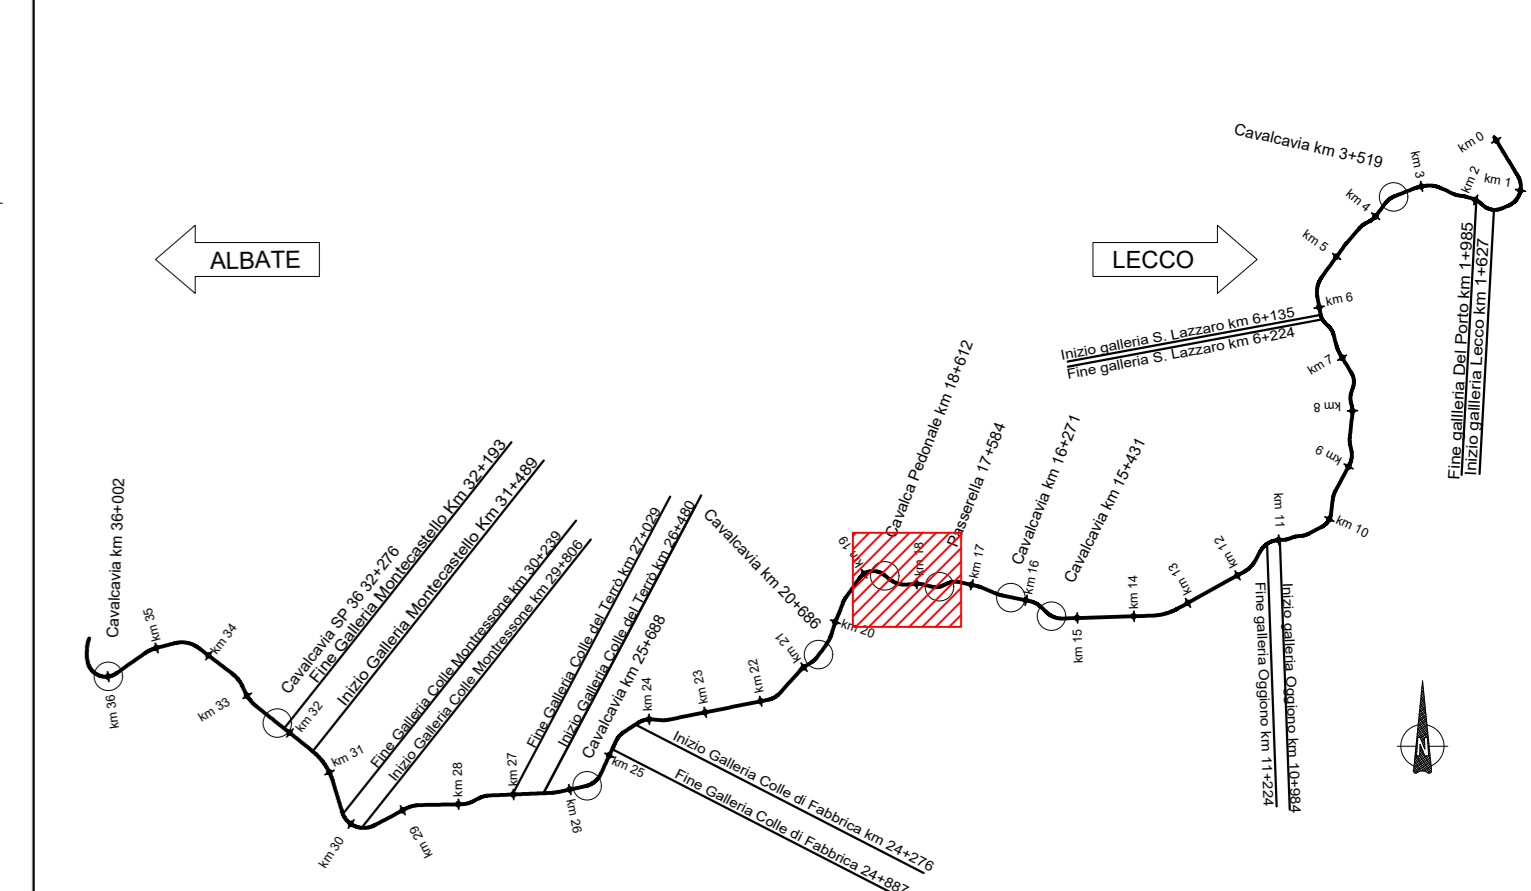 Cavalcavia km 3+519
km 0
km 1
km 2
km 3
km 4
km 5
km 6
ALBATE
LECCO
Fine gallleria Del Porto km 1+985
Inizio gallleria Lecco km 1+627
Inizio galleria S. Lazzaro km 6+135
Fine galleria S. Lazzaro km 6+224
km 7
km 8
km 9
km 10
km 11
km 12
km 13
km 14
km 15
Inizio galleria Oggiono km 10+984
Fine galleria Oggiono km 11+224
Cavalcavia km 15+431
Cavalcavia km 16+271
km 16
km 17
Passerella 17+584
km 18
Cavalca Pedonale km 18+612
km 19
km 20
Cavalcavia km 20+686
km 21
km 22
km 23
km 24
Inizio Galleria Colle di Fabbrica km 24+276
Fine Galleria Colle di Fabbrica 24+887
km 25
Cavalcavia km 25+688
km 26
Inizio Galleria Colle del Terrò km 26+480
Fine Galleria Colle del Terrò km 27+029
km 27
km 28
km 29
Inizio Galleria Colle Montressone km 29+806
Fine Galleria Colle Montressone km 30+239
km 30
km 31
Inizio Galleria Montecastello Km 31+489
Fine Galleria Montecastello Km 32+193
Cavalcavia SP 36 32+276
km 32
km 33
km 34
km 35
Cavalcavia km 36+002
km 36
N